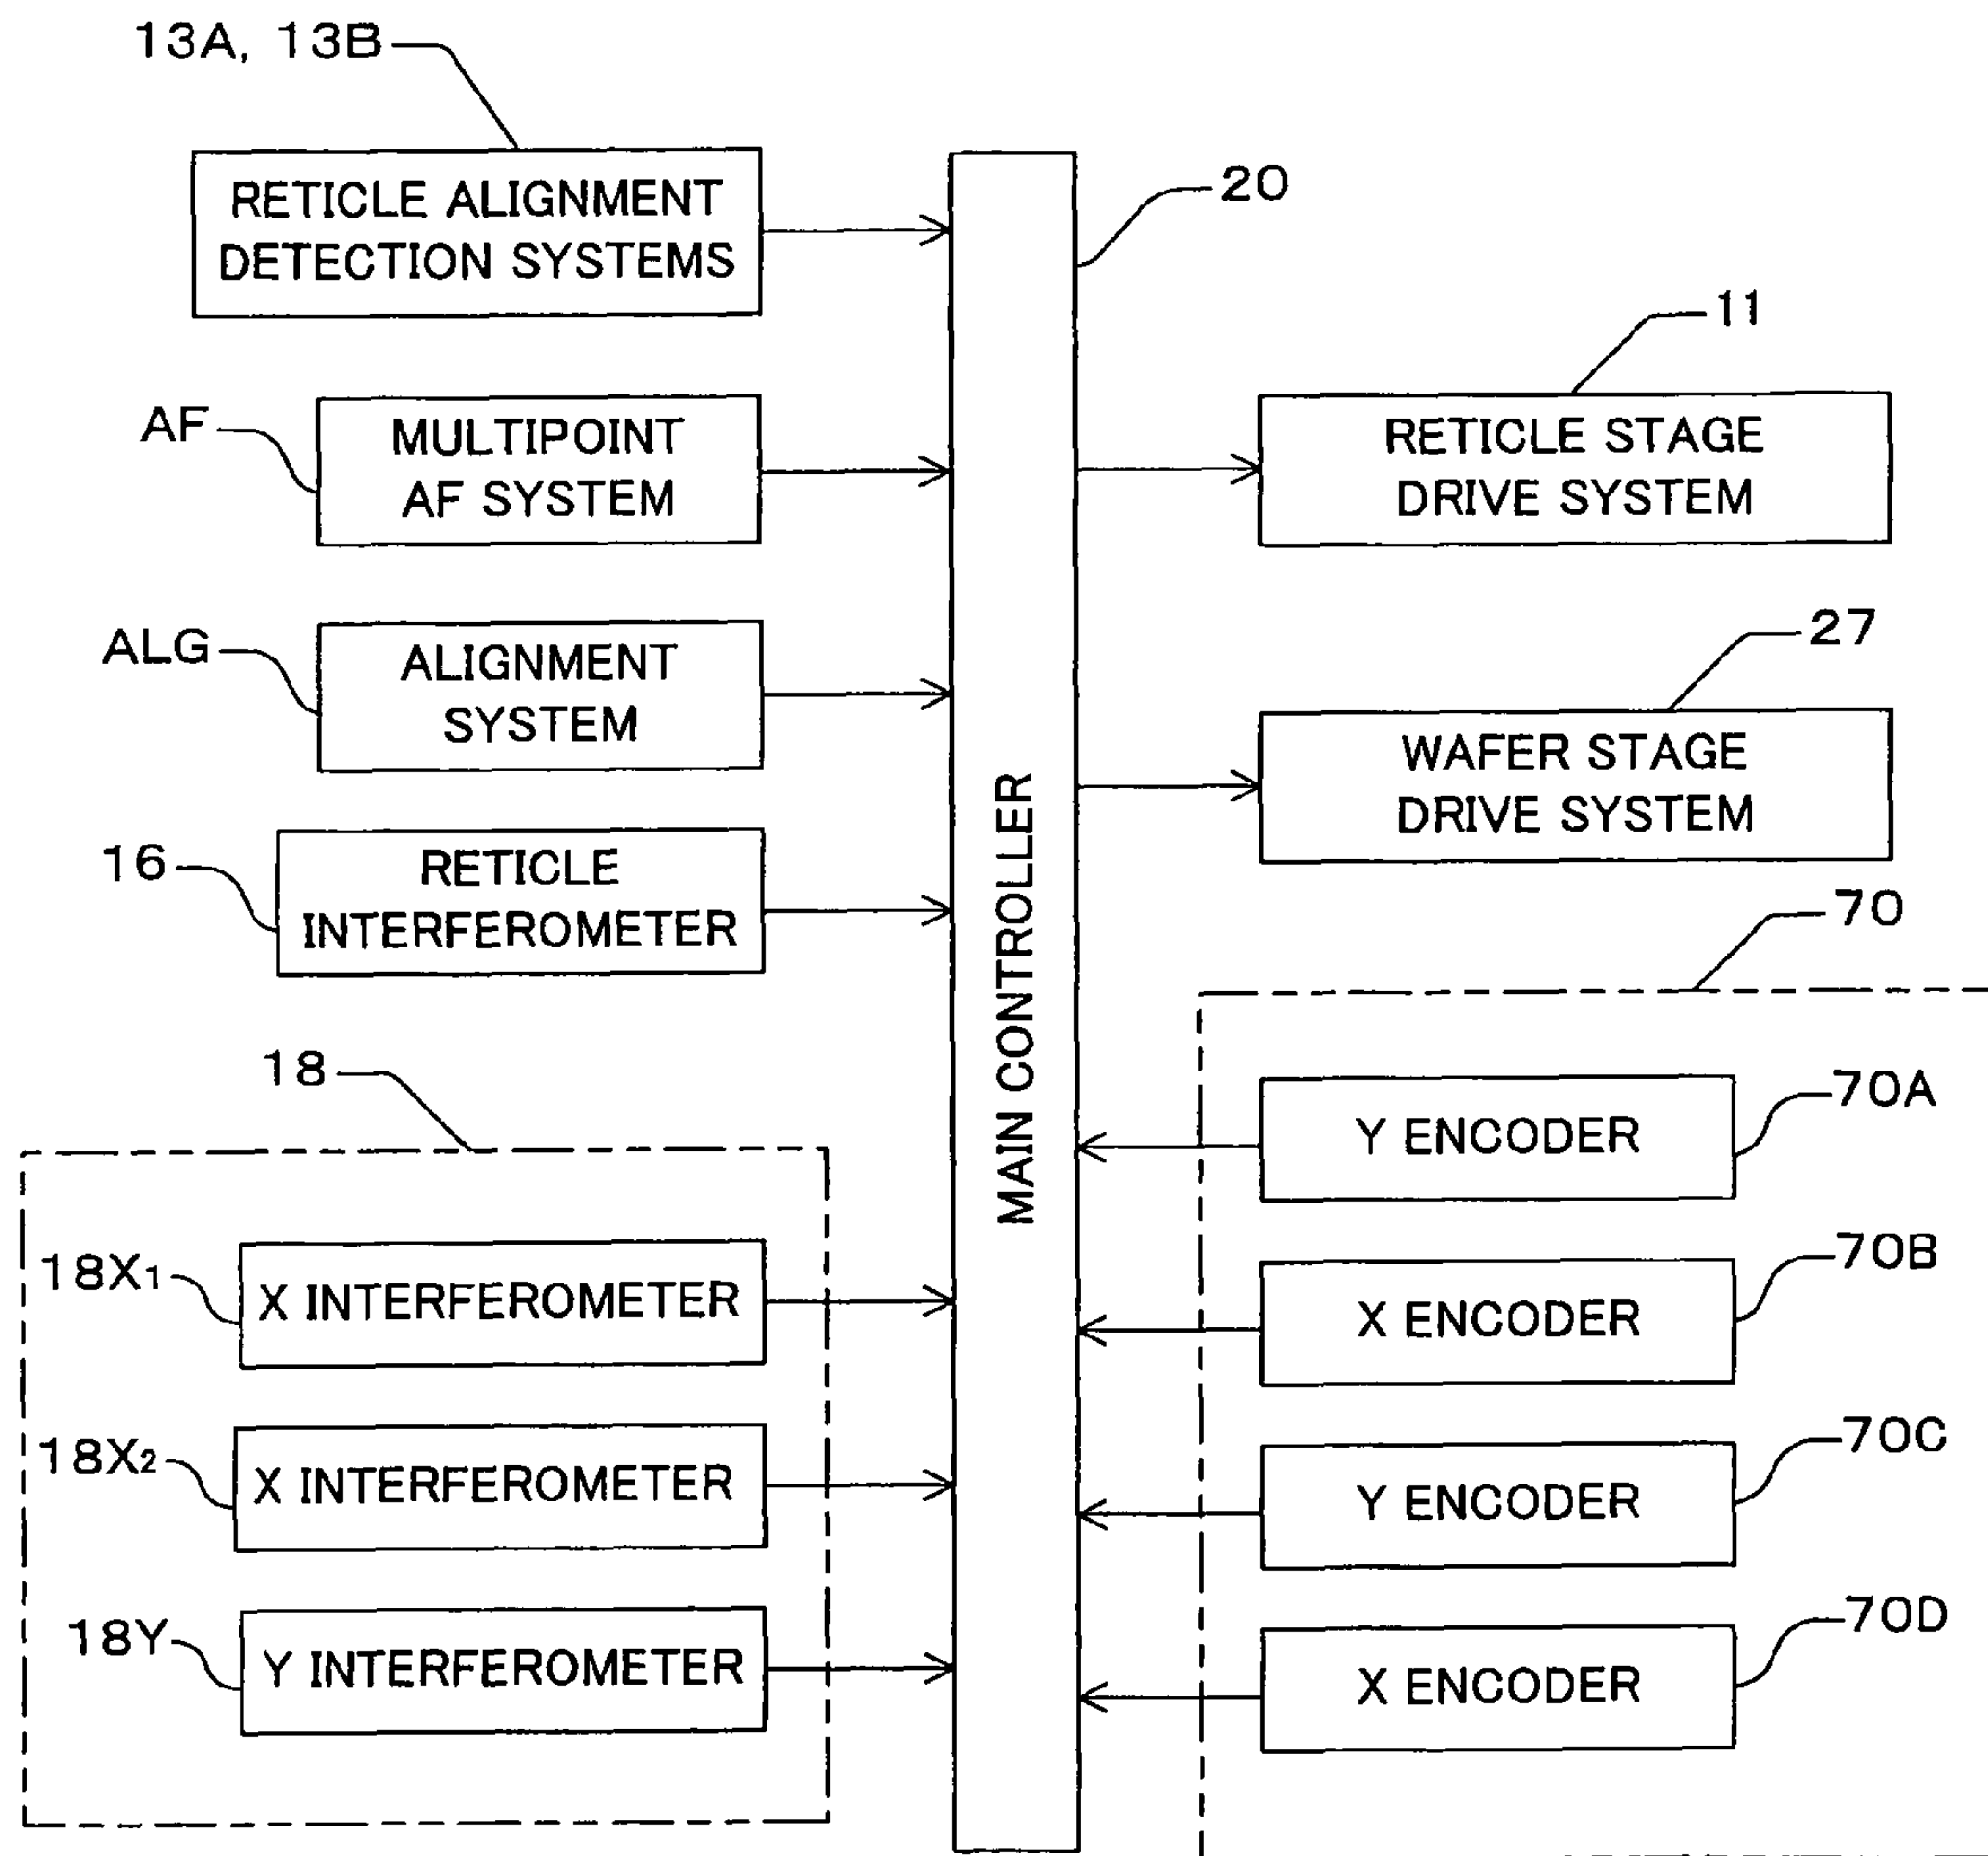 13A, 13B
RETICLE ALIGNMENT
DETECTION SYSTEMS
20
11
AF
MULTIPOINT
AF SYSTEM
RETICLE STAGE
DRIVE SYSTEM
ALG
ALIGNMENT
SYSTEM
27
WAFER STAGE
DRIVE SYSTEM
16
RETICLE
INTERFEROMETER
MAIN CONTROLLER
70
18
Y ENCODER
70A
18X1
X INTERFEROMETER
X ENCODER
70B
18X2
X INTERFEROMETER
Y ENCODER
70C
18Y
Y INTERFEROMETER
X ENCODER
70D